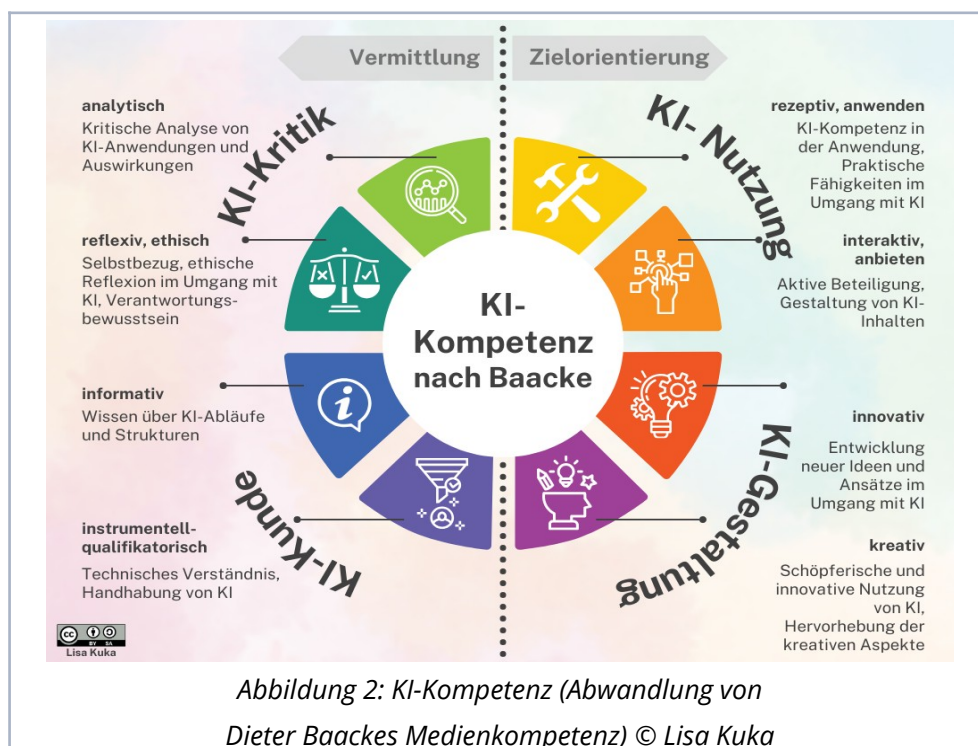 Vermittlung
Zielorientierung
KI-Kritik
analytisch
Kritische Analyse von
KI-Anwendungen und
Auswirkungen
reflexiv, ethisch
Selbstbezug, ethische
Reflexion im Umgang mit
KI, Verantwortungs-
bewusstsein
KI-Kunde
informativ
Wissen über KI-Abläufe
und Strukturen
instrumentell-
qualifikatorisch
Technisches Verständnis,
Handhabung von KI
KI-
Kompetenz
nach Baacke
KI- Nutzung
rezeptiv, anwenden
KI-Kompetenz in
der Anwendung,
Praktische
Fähigkeiten im
Umgang mit KI
interaktiv,
anbieten
Aktive Beteiligung,
Gestaltung von KI-
Inhalten
KI-Gestaltung
innovativ
Entwicklung
neuer Ideen und
Ansätze im
Umgang mit KI
kreativ
Schöpferische und
innovative Nutzung
von KI,
Hervorhebung der
kreativen Aspekte
cc
BY SA
Lisa Kuka
Abbildung 2: KI-Kompetenz (Abwandlung von
Dieter Baackes Medienkompetenz) © Lisa Kuka